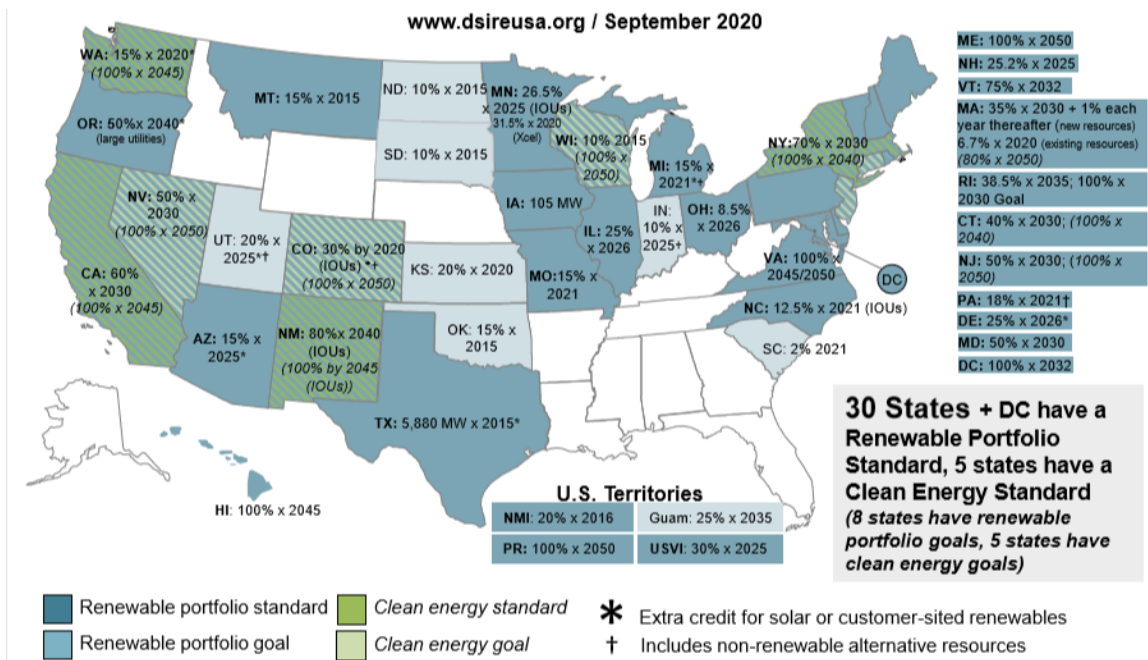 www.dsireusa.org / September 2020
WA: 15% x 2020*
(100% x 2045)
OR: 50%x 2040*
(large utilities)
CA: 60%
x 2030
(100% x 2045)
NV: 50% x
2030
(100% x 2050)
UT: 20% x
2025*†
AZ: 15% x
2025*
MT: 15% x 2015
CO: 30% by 2020
(IOUs) *†
(100% x 2050)
NM: 80%x 2040
(IOUs)
(100% by 2045
(IOUs))
ND: 10% x 2015
SD: 10% x 2015
KS: 20% x 2020
OK: 15% x
2015
TX: 5,880 MW x 2015*
MN: 26.5%
x 2025 (IOUs)
31.5% x 2020
(Xcel)
IA: 105 MW
MO:15% x
2021
WI: 10% 2015
(100% x
2050)
IL: 25%
x 2026
MI: 15% x
2021*†
IN:
10% x
2025†
OH: 8.5%
x 2026
NY:70% x 2030
(100% x 2040)
VA: 100% x
2045/2050
DC
NC: 12.5% x 2021 (IOUs)
SC: 2% 2021
HI: 100% x 2045
ME: 100% x 2050
NH: 25.2% x 2025
VT: 75% x 2032
MA: 35% x 2030 + 1% each
year thereafter (new resources)
6.7% x 2020 (existing resources)
(80% x 2050)
RI: 38.5% x 2035; 100% x
2030 Goal
CT: 40% x 2030; (100% x
2040)
NJ: 50% x 2030; (100% x
2050)
PA: 18% x 2021†
DE: 25% x 2026*
MD: 50% x 2030
DC: 100% x 2032
30 States + DC have a
Renewable Portfolio
Standard, 5 states have a
Clean Energy Standard
(8 states have renewable
portfolio goals, 5 states have
clean energy goals)
U.S. Territories
NMI: 20% x 2016
Guam: 25% x 2035
PR: 100% x 2050
USVI: 30% x 2025
Renewable portfolio standard
Clean energy standard
* Extra credit for solar or customer-sited renewables
Renewable portfolio goal
Clean energy goal
† Includes non-renewable alternative resources